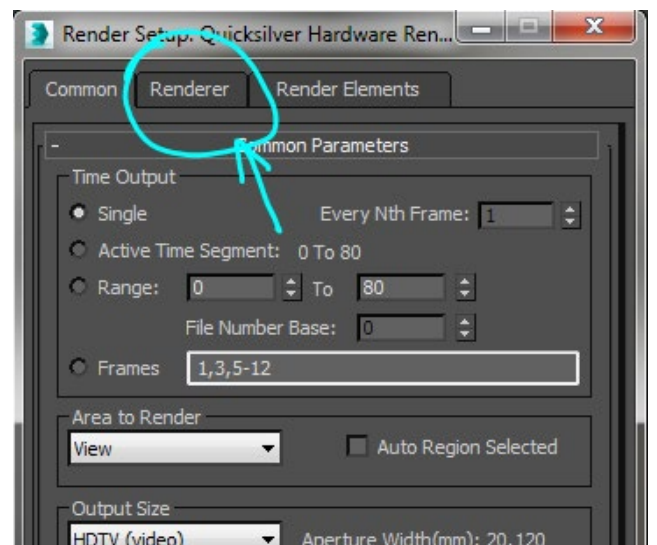 Render Setup: Quicksilver Hardware Ren...
Common Renderer Render Elements
- Common Parameters
Time Output
Single Every Nth Frame: 1
Active Time Segment: 0 To 80
Range: 0 To 80
File Number Base: 0
Frames 1,3,5-12
Area to Render
View Auto Region Selected
Output Size
HDTV (video) Aperture Width(mm): 20.120